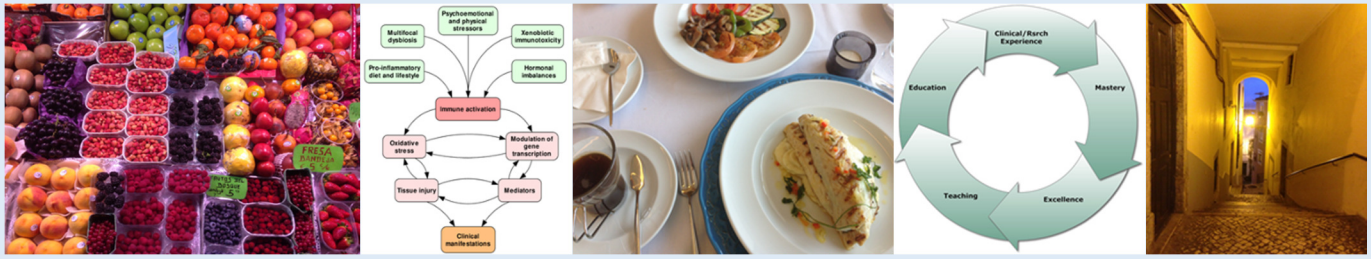 FRESA
Psychoemotional
and physical
stressors
Multifocal
dysbiosis
Xenobiotic
immunotoxicity
Pro-inflammatory
diet and lifestyle
Hormonal
imbalances
Immune activation
Oxidative
stress
Modulation of
gene
transcription
Tissue injury
Mediators
Clinical
manifestations
Clinical/Rsrch
Experience
Education
Mastery
Teaching
Excellence